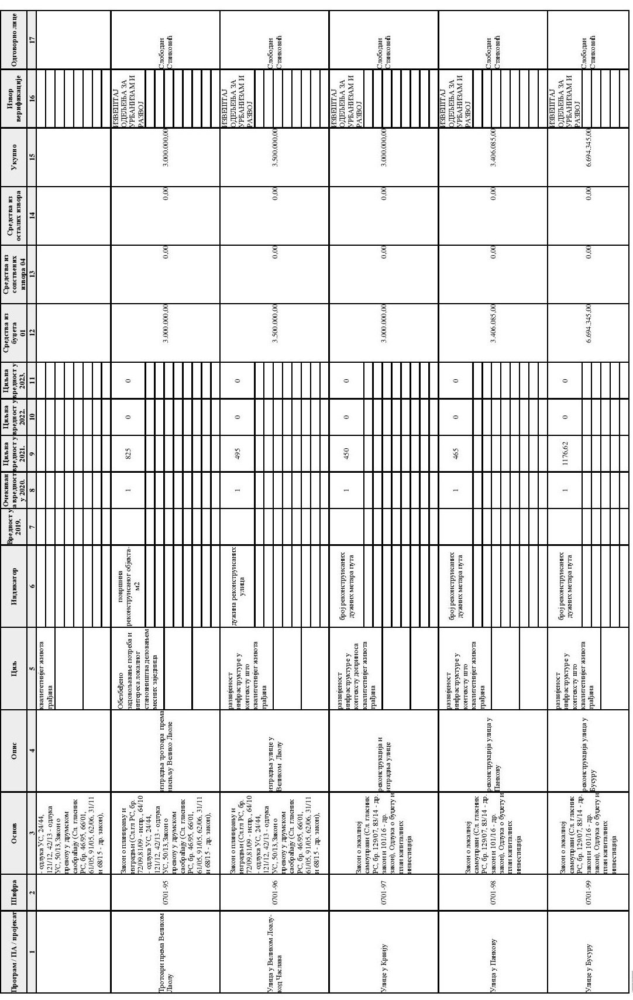 Програм / ПА / пројекат
Шифра
Основ
Опис
Циљ
Индикатор
Вредност у
2019.
Очекиван
а вредност
у 2020.
Циљна
вредност у
2021.
Циљна
вредност у
2022.
Циљна
вредност у
2023.
Средства из
буџета
01
Средства из
сопствених
извора 04
Средства из
осталих извора
Укупно
Извор
верификације
Одговорно лице
1
2
3
4
5
6
7
8
9
10
11
12
13
14
15
16
17
- одлука УС, 24/44,
121/12, 42/13 - одлука
УС, 50/13,Закон о
превозу у друмском
саобраћају (Сл. гласник
РС, бр. 46/95, 66/01,
61/05, 91/05, 62/06, 31/11
и 68/15 - др. закон),
квалитетнијег живота
грађана
Тротоари према Великом
Лаолу
0701-95
Закон о планирању и
изградњи (Сл.гл РС, бр.
72/09,81/09 - испр., 64/10
- одлука УС, 24/44,
121/12, 42/13 - одлука
УС, 50/13,Закон о
превозу у друмском
саобраћају (Сл. гласник
РС, бр. 46/95, 66/01,
61/05, 91/05, 62/06, 31/11
и 68/15 - др. закон),
изградња тротоара према
насељу Велико Лаоле
Обезбеђено
задовољавање потреба и
интереса локалног
становништва деловањем
месних заједница
површина
реконструисаног објекта-
м2
1
825
0
0
3.000.000,00
0,00
0,00
3.000.000,00
ИЗВЕШТАЈ
ОДЕЉЕЊА ЗА
УРБАНИЗАМ И
РАЗВОЈ
Слободан
Станковић
Улица у Великом Лоалу-
код Часлава
0701-96
Закон о планирању и
изградњи (Сл.гл РС, бр.
72/09,81/09 - испр., 64/10
- одлука УС, 24/44,
121/12, 42/13 - одлука
УС, 50/13,Закон о
превозу у друмском
саобраћају (Сл. гласник
РС, бр. 46/95, 66/01,
61/05, 91/05, 62/06, 31/11
и 68/15 - др. закон),
изградња улице у
Великом Лаолу
развијеност
инфраструктуре у
контексту што
квалитетнијег живота
грађана
дужина реконструисаних
улица
1
495
0
0
3.500.000,00
0,00
0,00
3.500.000,00
ИЗВЕШТАЈ
ОДЕЉЕЊА ЗА
УРБАНИЗАМ И
РАЗВОЈ
Слободан
Станковић
Улице у Крвију
0701-97
Закон о локалној
самоуправи (Сл. гласник
РС, бр. 129/07, 83/14 - др.
закон и 101/16 - др.
закон), Одлука о буџету и
план капиталних
инвестиција
реконструкција и
изградња улице
развијеност
инфраструктуре у
контексту доприноса
квалитетнијег живота
грађана
број реконструисаних
дужних метара пута
1
450
0
0
3.000.000,00
0,00
0,00
3.000.000,00
ИЗВЕШТАЈ
ОДЕЉЕЊА ЗА
УРБАНИЗАМ И
РАЗВОЈ
Слободан
Станковић
Улица у Панкову
0701-98
Закон о локалној
самоуправи (Сл. гласник
РС, бр. 129/07, 83/14 - др.
закон и 101/16 - др.
закон), Одлука о буџету и
план капиталних
инвестиција
реконструкција улица у
Панкову
развијеност
инфраструктуре у
контексту што
квалитетнијег живота
грађана
број реконструисаних
дужних метара пута
1
465
0
0
3.406.085,00
0,00
0,00
3.406.085,00
ИЗВЕШТАЈ
ОДЕЉЕЊА ЗА
УРБАНИЗАМ И
РАЗВОЈ
Слободан
Станковић
Улице у Бусуру
0701-99
Закон о локалној
самоуправи (Сл. гласник
РС, бр. 129/07, 83/14 - др.
закон и 101/16 - др.
закон), Одлука о буџету и
план капиталних
инвестиција
реконструкција улица у
Бусуру
развијеност
инфраструктуре у
контексту што
квалитетнијег живота
грађана
број реконструисаних
дужних метара пута
1
1176,62
0
0
6.694.345,00
0,00
0,00
6.694.345,00
ИЗВЕШТАЈ
ОДЕЉЕЊА ЗА
УРБАНИЗАМ И
РАЗВОЈ
Слободан
Станковић